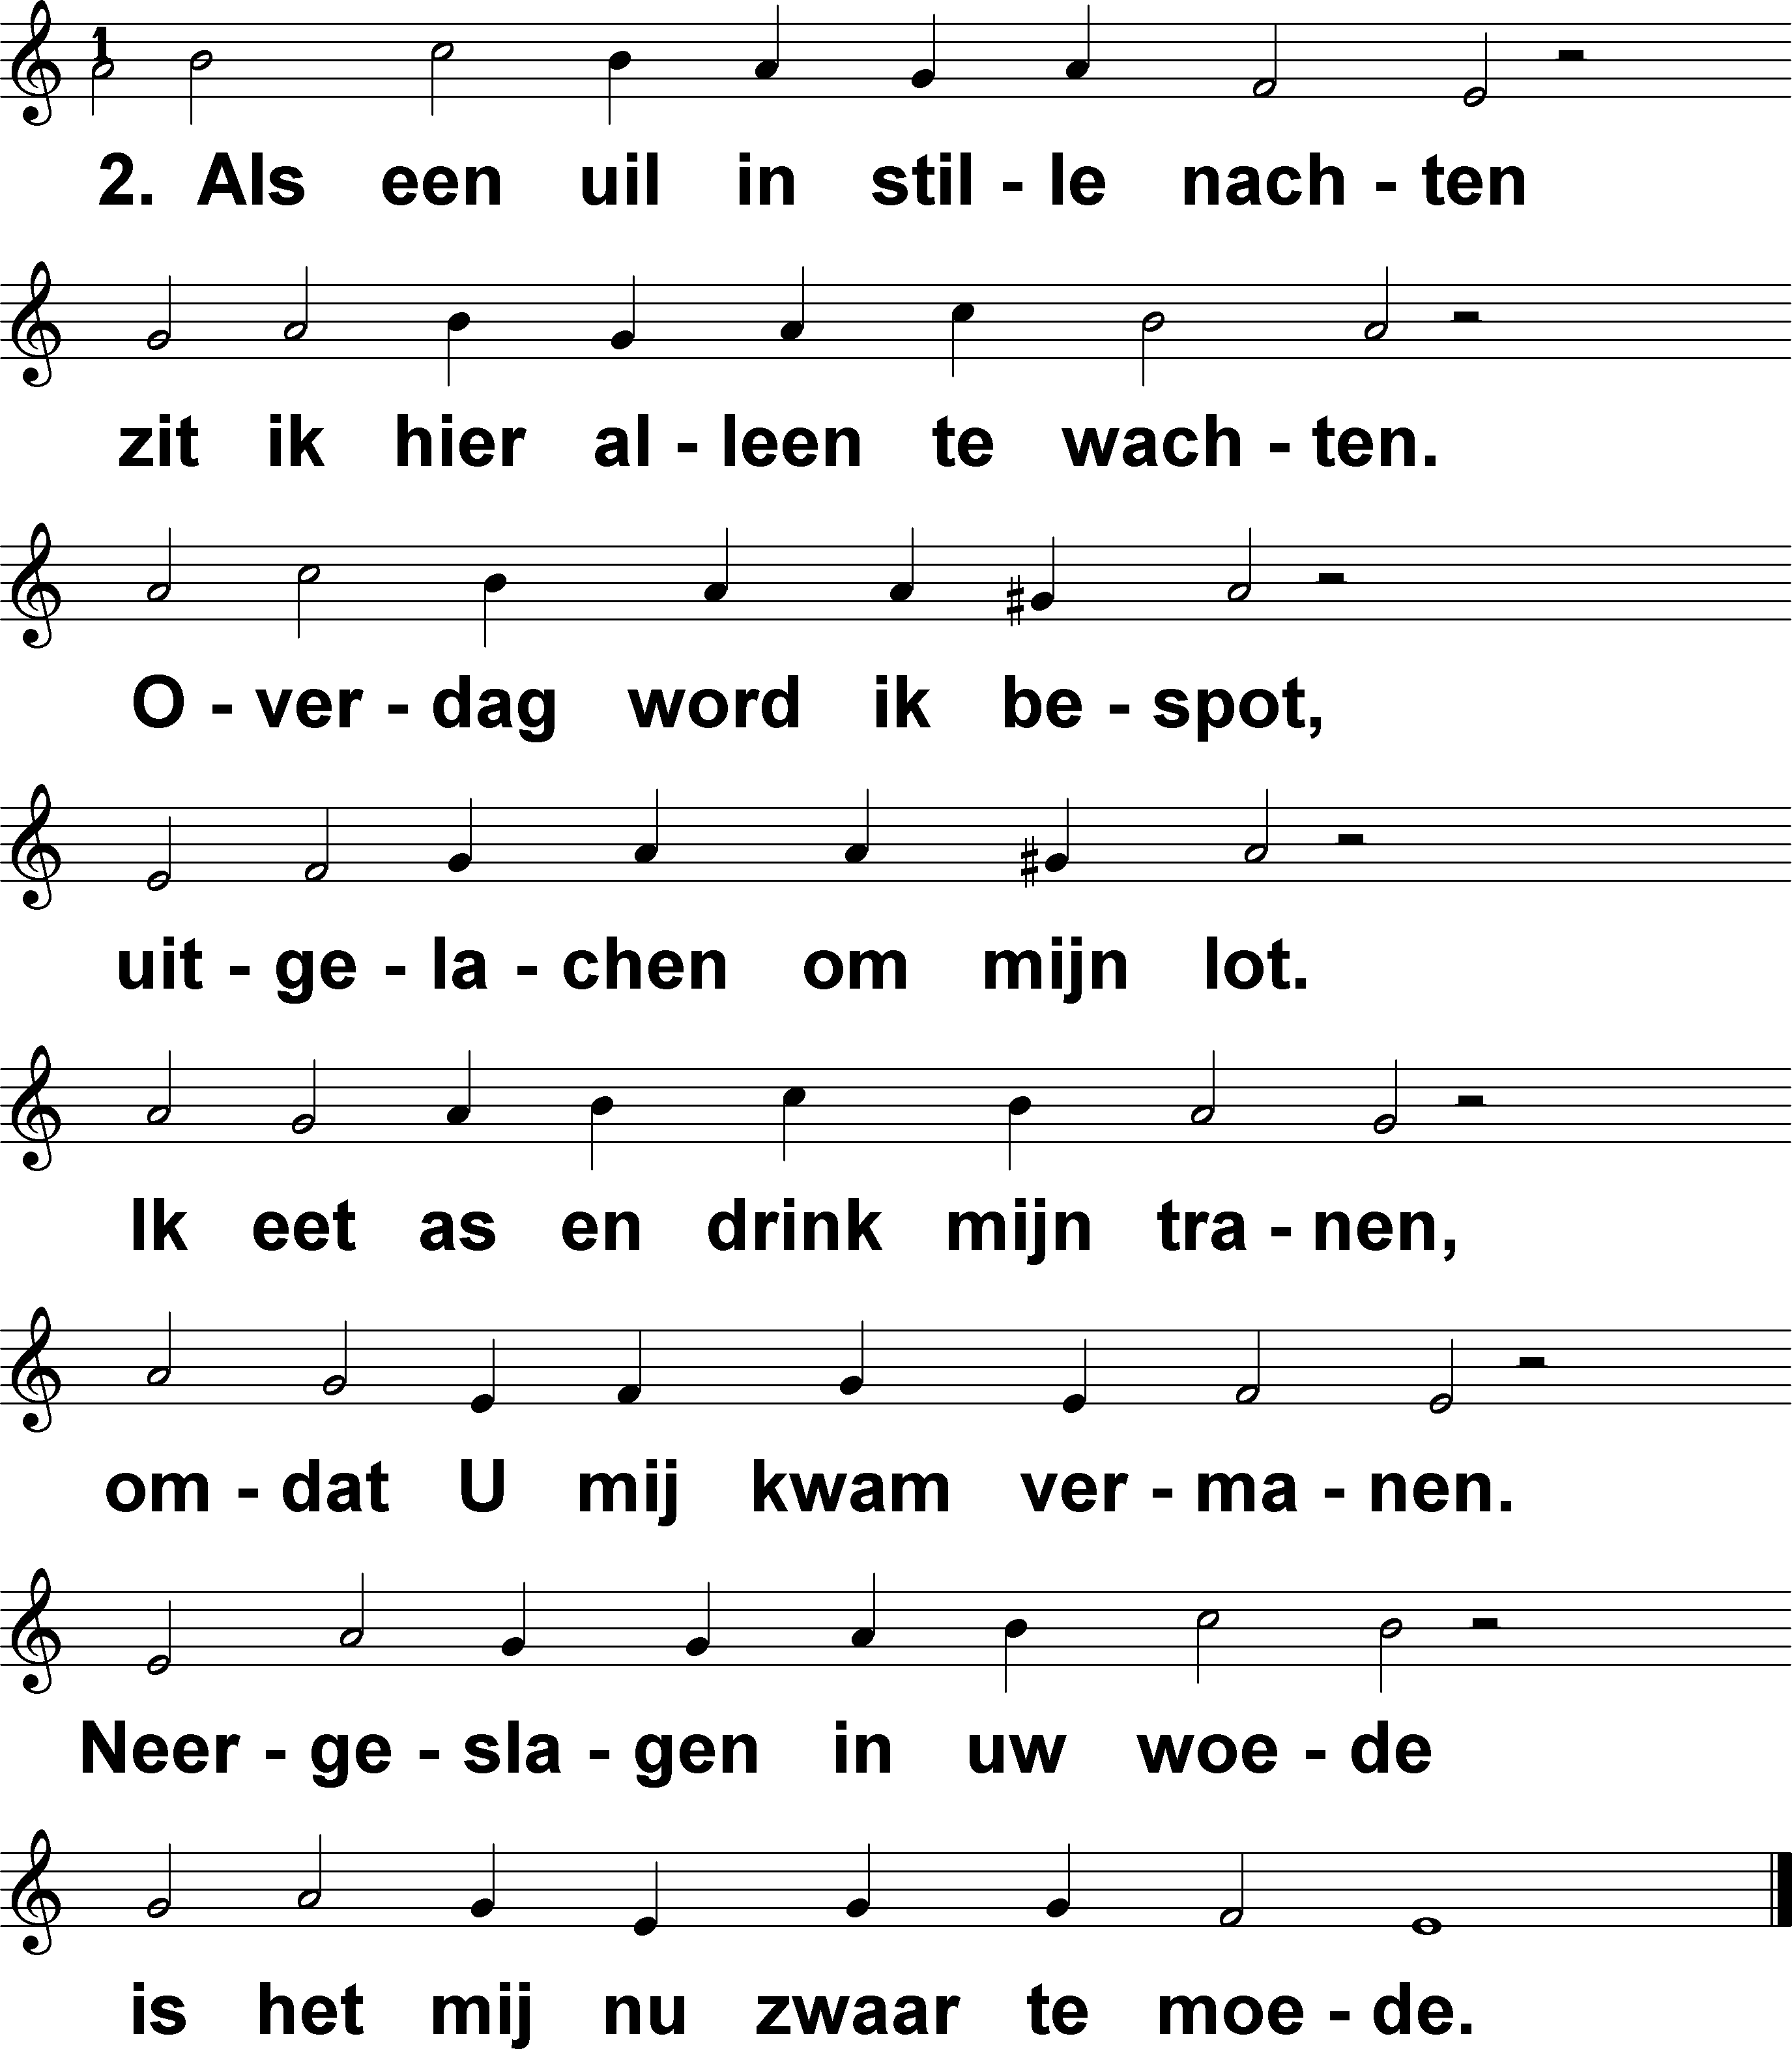 1
2. Als een uil in stil - le nach - ten
zit ik hier al - leen te wach - ten.
O - ver - dag word ik be - spot,
uit - ge - la - chen om mijn lot.
Ik eet as en drink mijn tra - nen,
om - dat U mij kwam ver - ma - nen.
Neer - ge - sla - gen in uw woe - de
is het mij nu zwaar te moe - de.